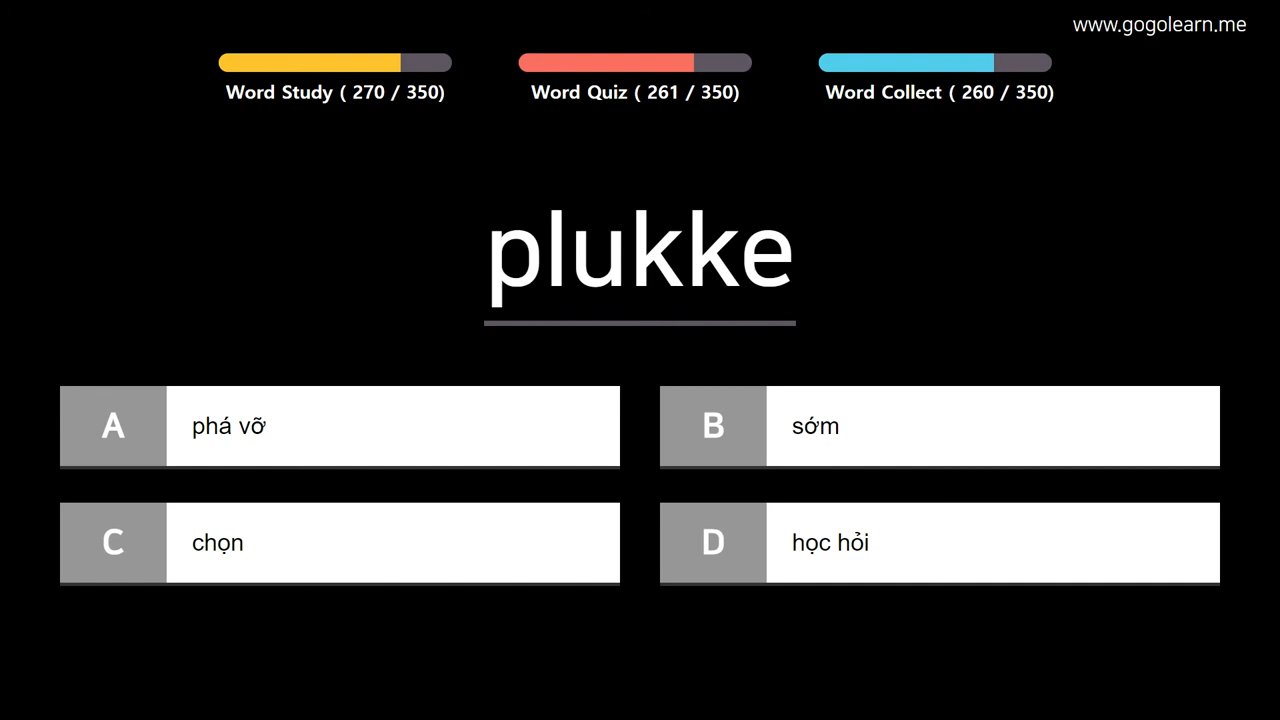 www.gogolearn.me
Word Study ( 270 / 350)
Word Quiz ( 261 / 350)
Word Collect ( 260 / 350)
plukke
A phá vỡ
B sớm
C chọn
D học hỏi